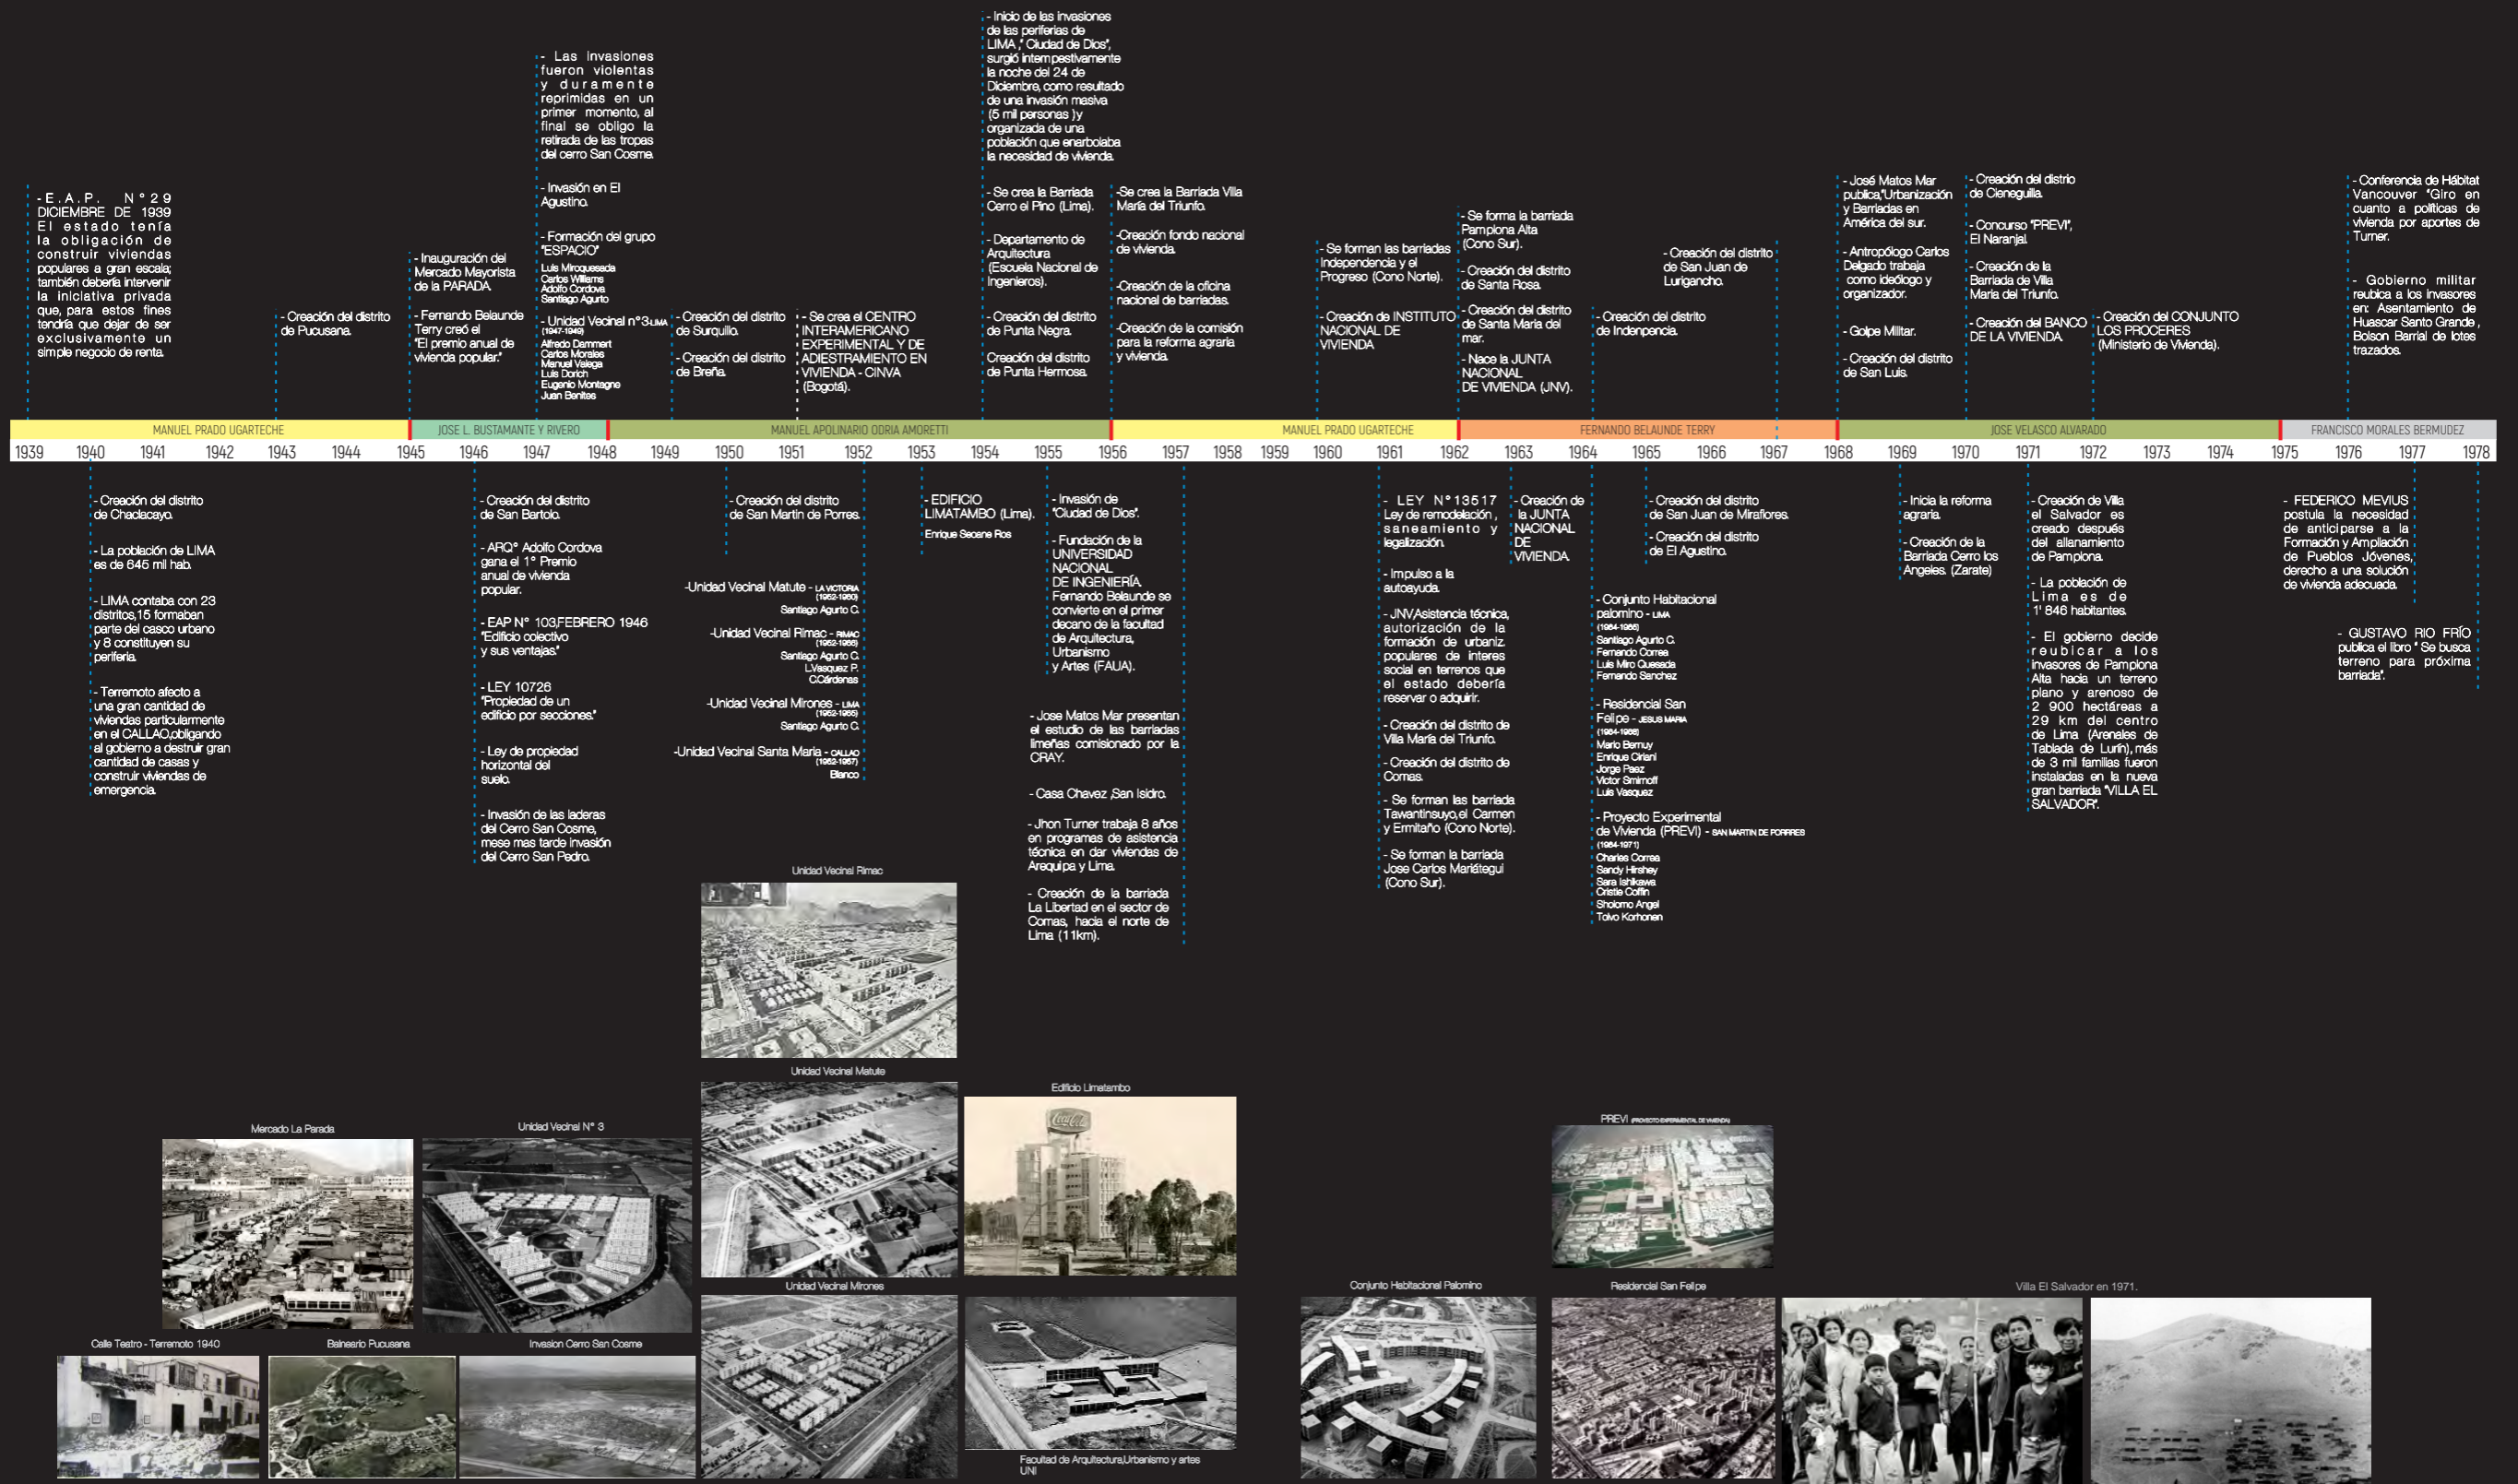 -E.A.P. N°29
DICIEMBRE DE 1939
El estado tenía
la obligación de
construir viviendas
populares a gran escala;
también debería intervenir
la iniciativa privada
que, para estos fines
tendría que dejar de ser
exclusivamente un
simple negocio de renta.
- Creación del distrito
de Pucusana.
- Inauguración del
Mercado Mayorista
de la PARADA.
- Fernando Belaunde
Terry creó el
"El premio anual de
vivienda popular."
- Las invasiones
fueron violentas
y duramente
reprimidas en un
primer momento, al
final se obligo la
retirada de las tropas
del cerro San Cosme.
- Invasión en El
Agustino.
- Formación del grupo
"ESPACIO"
Luis Miroquesada
Carlos Williams
Adolfo Cordova
Santiago Agurto
- Unidad Vecinal n°3-LIMA
(1947-1949)
Alfredo Dammert
Carlos Morales
Manuel Valega
Luis Dorich
Eugenio Montagne
Juan Benites
- Creación del distrito
de Surquillo.
- Creación del distrito
de Breña.
- Se crea el CENTRO
INTERAMERICANO
EXPERIMENTAL Y DE
ADIESTRAMIENTO EN
VIVIENDA - CINVA
(Bogotá).
- Inicio de las invasiones
de las periferias de
LIMA ," Ciudad de Dios",
surgió intempestivamente
la noche del 24 de
Diciembre, como resultado
de una invasión masiva
(5 mil personas )y
organizada de una
población que enarbolaba
la necesidad de vivienda.
- Se crea la Barriada
Cerro el Pino (Lima).
- Departamento de
Arquitectura
(Escuela Nacional de
Ingenieros).
- Creación del distrito
de Punta Negra.
Creación del distrito
de Punta Hermosa.
-Se crea la Barriada Villa
María del Triunfo.
-Creación fondo nacional
de vivienda.
-Creación de la oficina
nacional de barriadas.
-Creación de la comisión
para la reforma agraria
y vivienda.
- Se forman las barriadas
Independencia y el
Progreso (Cono Norte).
- Creación de INSTITUTO
NACIONAL DE
VIVIENDA
- Se forma la barriada
Pamplona Alta
(Cono Sur).
- Creación del distrito
de Santa Rosa.
- Creación del distrito
de Santa Maria del
mar.
- Nace la JUNTA
NACIONAL
DE VIVIENDA (JNV).
- Creación del distrito
de Indenpencia.
- Creación del distrito
de San Juan de
Lurigancho.
- José Matos Mar
publica,"Urbanización
y Barriadas en
América del sur.
- Antropólogo Carlos
Delgado trabaja
como ideólogo y
organizador.
- Golpe Militar.
- Creación del distrito
de San Luis.
- Creación del distrio
de Cieneguilla.
- Concurso "PREVI",
El Naranjal.
- Creación de la
Barriada de Villa
Maria del Triunfo.
- Creación del BANCO
DE LA VIVIENDA.
- Creación del CONJUNTO
LOS PROCERES
(Ministerio de Vivienda).
- Conferencia de Hábitat
Vancouver "Giro en
cuanto a políticas de
vivienda por aportes de
Turner.
- Gobierno militar
reubica a los invasores
en: Asentamiento de
Huascar Santo Grande ,
Bolson Barrial de lotes
trazados.
MANUEL PRADO UGARTECHE JOSE L. BUSTAMANTE Y RIVERO MANUEL APOLINARIO ODRIA AMORETTI MANUEL PRADO UGARTECHE FERNANDO BELAUNDE TERRY JOSE VELASCO ALVARADO FRANCISCO MORALES BERMUDEZ
1939 1940 1941 1942 1943 1944 1945 1946 1947 1948 1949 1950 1951 1952 1953 1954 1955 1956 1957 1958 1959 1960 1961 1962 1963 1964 1965 1966 1967 1968 1969 1970 1971 1972 1973 1974 1975 1976 1977 1978
- Creación del distrito
de Chaclacayo.
- La población de LIMA
es de 645 mil hab.
- LIMA contaba con 23
distritos,15 formaban
parte del casco urbano
y 8 constituyen su
periferia.
- Terremoto afecto a
una gran cantidad de
viviendas particularmente
en el CALLAO,obligando
al gobierno a destruir gran
cantidad de casas y
construir viviendas de
emergencia.
- Creación del distrito
de San Bartolo.
- ARQ° Adolfo Cordova
gana el 1° Premio
anual de vivienda
popular.
- EAP N° 103,FEBRERO 1946
"Edificio colectivo
y sus ventajas."
- LEY 10726
"Propiedad de un
edificio por secciones."
- Ley de propiedad
horizontal del
suelo.
- Invasión de las laderas
del Cerro San Cosme,
mese mas tarde invasión
del Cerro San Pedro.
- Creación del distrito
de San Martin de Porres.
-Unidad Vecinal Matute - LA VICTORIA
(1952-1960)
Santiago Agurto C.
-Unidad Vecinal Rimac - RIMAC
(1952-1966)
Santiago Agurto C.
L.Vasquez P.
C.Cárdenas
-Unidad Vecinal Mirones - LIMA
(1952-1955)
Santiago Agurto C.
-Unidad Vecinal Santa Maria - CALLAO
(1952-1957)
Blanco
- EDIFICIO
LIMATAMBO (Lima).
Enrique Seoane Ros
- Invasión de
"Ciudad de Dios".
- Fundación de la
UNIVERSIDAD
NACIONAL
DE INGENIERÍA.
Fernando Belaunde se
convierte en el primer
decano de la facultad
de Arquitectura,
Urbanismo
y Artes (FAUA).
- Jose Matos Mar presentan
el estudio de las barriadas
limeñas comisionado por la
CRAY.
- Casa Chavez ,San Isidro.
- Jhon Turner trabaja 8 años
en programas de asistencia
técnica en dar viviendas de
Arequipa y Lima.
- Creación de la barriada
La Libertad en el sector de
Comas, hacia el norte de
Lima (11km).
- LEY N°13517
Ley de remodelación ,
saneamiento y
legalización.
- Impulso a la
autoayuda.
- JNV,Asistencia técnica,
autorización de la
formación de urbaniz.
populares de interes
social en terrenos que
el estado debería
reservar o adquirir.
- Creación del distrito de
Villa María del Triunfo.
- Creación del distrito de
Comas.
- Se forman las barriada
Tawantinsuyo,el Carmen
y Ermitaño (Cono Norte).
- Se forman la barriada
Jose Carlos Mariátegui
(Cono Sur).
- Creación de
la JUNTA
NACIONAL
DE
VIVIENDA.
- Conjunto Habitacional
palomino - LIMA
(1964-1966)
Santiago Agurto C.
Fernando Correa
Luis Miro Quesada
Fernando Sanchez
- Residencial San
Felipe - JESUS MARIA
(1964-1966)
Mario Bernuy
Enrique Ciriani
Jorge Paez
Victor Smirnoff
Luis Vasquez
- Proyecto Experimental
de Vivienda (PREVI) - SAN MARTIN DE PORRRES
(1964-1971)
Charles Correa
Sandy Hirshey
Sara Ishikawa
Cristie Coffin
Sholomo Angel
Toivo Korhonen
- Creación del distrito
de San Juan de Miraflores.
- Creación del distrito
de El Agustino.
- Inicia la reforma
agraria.
- Creación de la
Barriada Cerro los
Angeles. (Zarate)
- Creación de Villa
el Salvador es
creado después
del allanamiento
de Pamplona.
- La población de
Lima es de
1' 846 habitantes.
- El gobierno decide
reubicar a los
invasores de Pamplona
Alta hacia un terreno
plano y arenoso de
2 900 hectáreas a
29 km del centro
de Lima (Arenales de
Tablada de Lurín),más
de 3 mil familias fueron
instaladas en la nueva
gran barriada "VILLA EL
SALVADOR".
- FEDERICO MEVIUS
postula la necesidad
de anticiparse a la
Formación y Ampliación
de Pueblos Jóvenes,
derecho a una solución
de vivienda adecuada.
- GUSTAVO RIO FRÍO
publica el libro " Se busca
terreno para próxima
barriada".
Unidad Vecinal Rimac
Unidad Vecinal Matute
Edificio Limatambo
Coca-Cola
Mercado La Parada
Unidad Vecinal N° 3
PREVI (PROYECTO EXPERIMENTAL DE VIVIENDA)
Unidad Vecinal Mirones
Conjunto Habitacional Palomino
Residencial San Felipe
Villa El Salvador en 1971.
Calle Teatro - Terremoto 1940
Balneario Pucusana
Invasion Cerro San Cosme
Facultad de Arquitectura,Urbanismo y artes
UNI